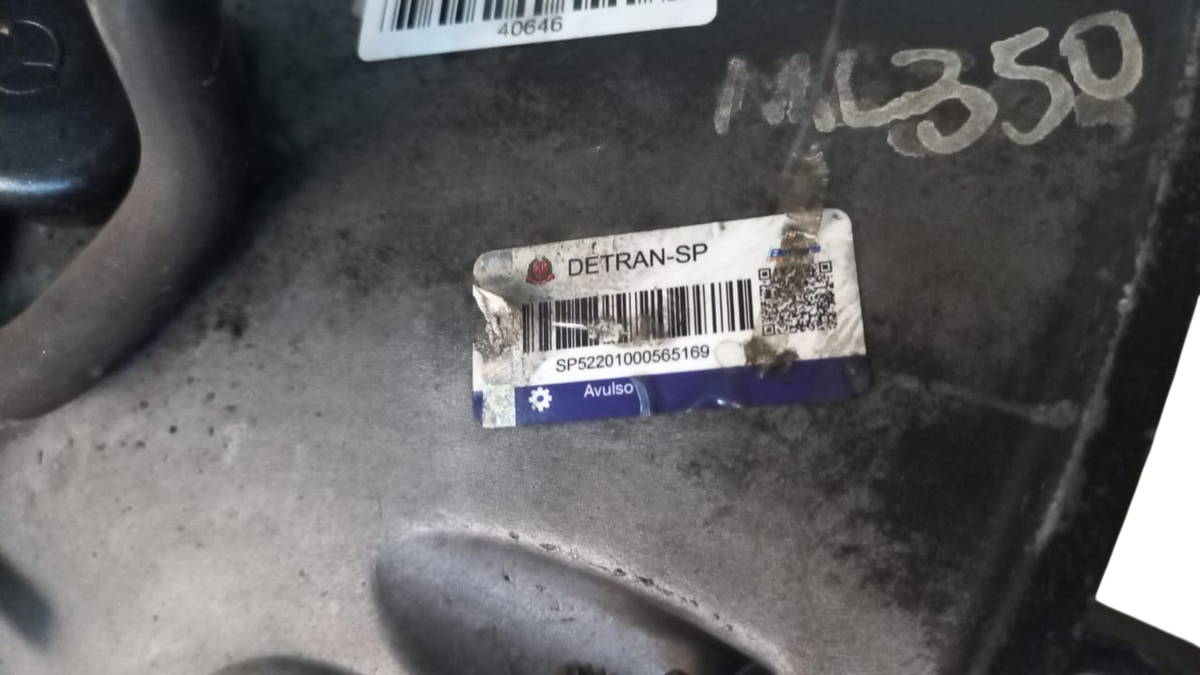 40646
ML350
DETRAN-SP
SP52201000565169
Avulso